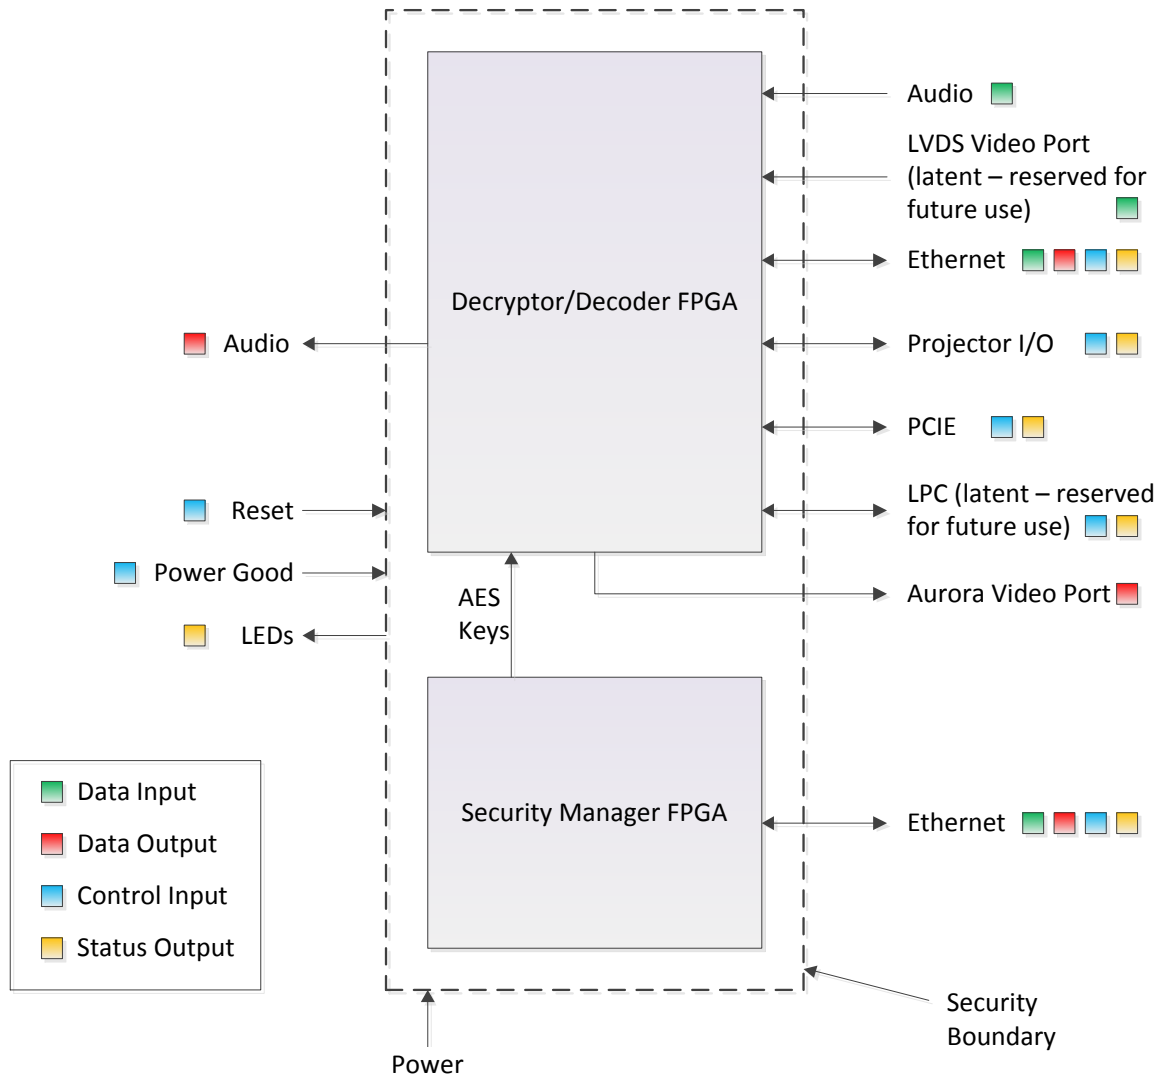 Audio
LVDS Video Port
(latent – reserved for
future use)
Ethernet
Decryptor/Decoder FPGA
Audio
Projector I/O
PCIE
Reset
LPC (latent – reserved
for future use)
Power Good
AES
Keys
Aurora Video Port
LEDs
Data Input
Data Output
Control Input
Status Output
Security Manager FPGA
Ethernet
Security
Boundary
Power